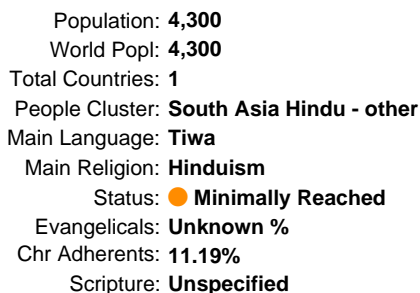 Population: 4,300
World Popl: 4,300
Total Countries: 1
People Cluster: South Asia Hindu - other
Main Language: Tiwa
Main Religion: Hinduism
Status: Minimally Reached
Evangelicals: Unknown %
Chr Adherents: 11.19%
Scripture: Unspecified